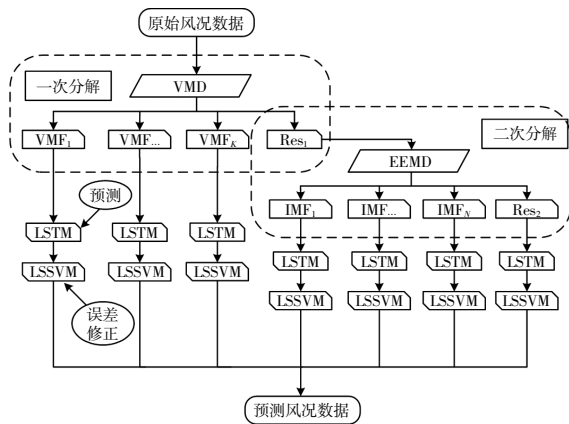 原始风况数据
一次分解
VMD
VMF₁
VMF...
VMF_K
Res₁
二次分解
EEMD
预测
IMF₁
IMF...
IMF_N
Res₂
LSTM
LSTM
LSTM
LSTM
LSTM
LSTM
LSTM
LSSVM
LSSVM
LSSVM
LSSVM
LSSVM
LSSVM
LSSVM
误差
修正
预测风况数据